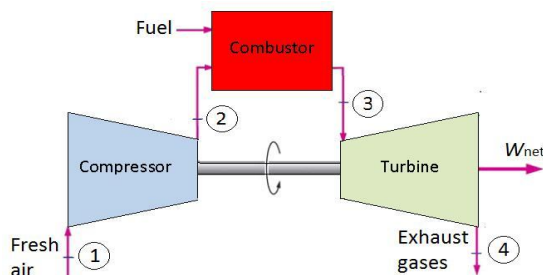 Fuel
Combustor
2
3
Compressor
Turbine
Wnet
Fresh
air
1
Exhaust
gases
4